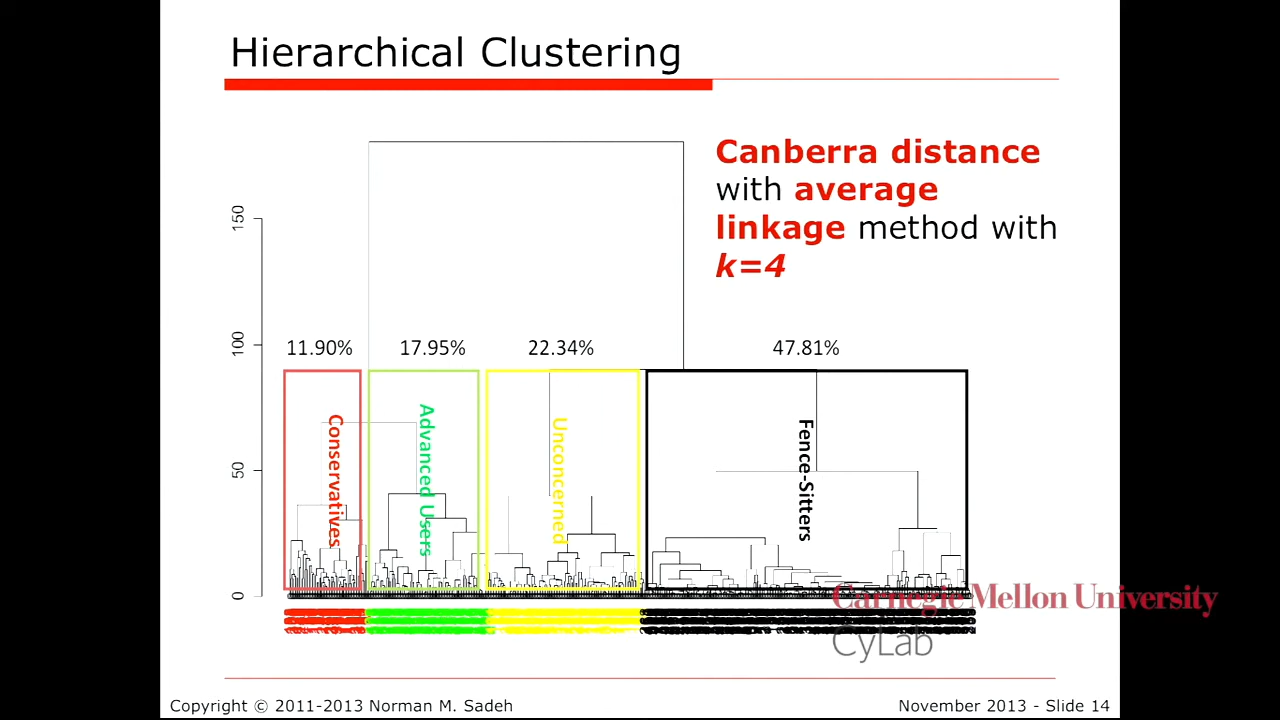 Hierarchical Clustering
Canberra distance
with average
linkage method with
k=4
150
100
50
0
11.90%
17.95%
22.34%
47.81%
Conservatives
Advanced Users
Unconcerned
Fence-Sitters
Carnegie Mellon University
CyLab
Copyright © 2011-2013 Norman M. Sadeh
November 2013 - Slide 14